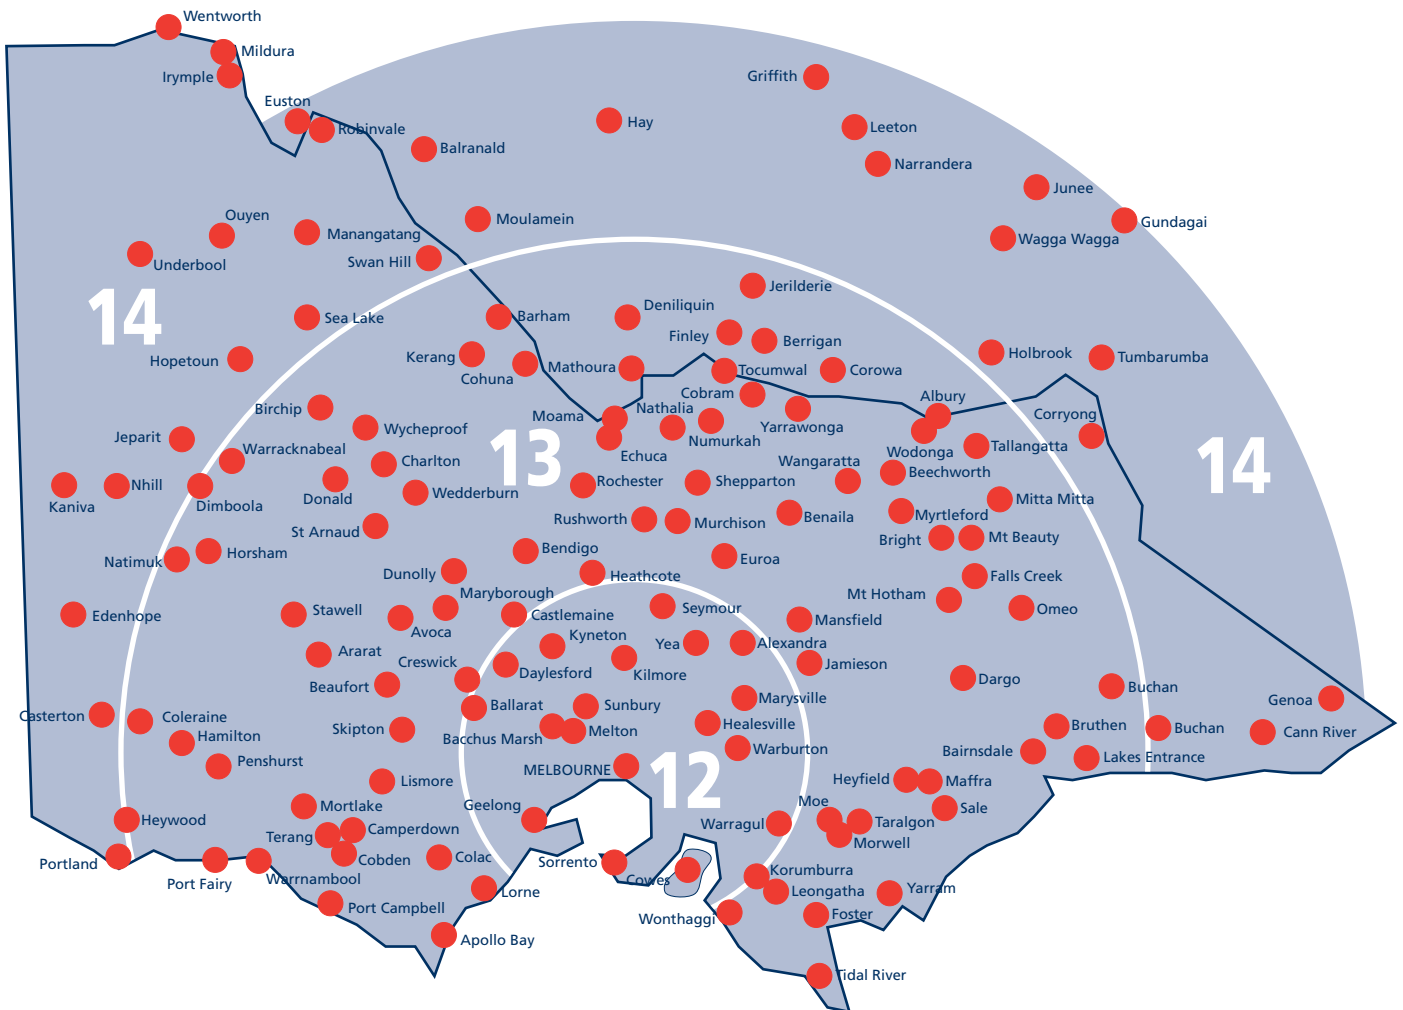 Wentworth
Mildura
Irymple
Griffith
Euston
Robinvale
Hay
Leeton
Balranald
Narrandera
Junee
Ouyen
Moulamein
Gundagai
Manangatang
Wagga Wagga
Underbool
Swan Hill
Jerilderie
14
Sea Lake
Barham
Deniliquin
Finley
Berrigan
Hopetoun
Kerang
Cohuna
Mathoura
Tocumwal
Corowa
Holbrook
Tumbarumba
Cobram
Albury
Birchip
Moama
Nathalia
Corryong
Jeparit
Wycheproof
Numurkah
Yarrawonga
Warracknabeal
13
Echuca
Wodonga
Tallangatta
14
Charlton
Wangaratta
Beechworth
Kaniva
Nhill
Dimboola
Donald
Wedderburn
Rochester
Shepparton
Mitta Mitta
St Arnaud
Rushworth
Murchison
Benaila
Myrtleford
Bright
Mt Beauty
Natimuk
Horsham
Bendigo
Euroa
Dunolly
Heathcote
Falls Creek
Maryborough
Mt Hotham
Edenhope
Stawell
Avoca
Castlemaine
Seymour
Mansfield
Omeo
Ararat
Kyneton
Yea
Alexandra
Creswick
Daylesford
Kilmore
Jamieson
Beaufort
Dargo
Buchan
Genoa
Casterton
Coleraine
Ballarat
Sunbury
Marysville
Hamilton
Skipton
Bacchus Marsh
Melton
Healesville
Bruthen
Buchan
Cann River
Penshurst
MELBOURNE
Warburton
Bairnsdale
Lakes Entrance
Lismore
12
Heyfield
Maffra
Mortlake
Geelong
Moe
Sale
Heywood
Terang
Camperdown
Warragul
Taralgon
Morwell
Portland
Cobden
Colac
Sorrento
Korumburra
Port Fairy
Warrnambool
Lorne
Cowes
Leongatha
Yarram
Port Campbell
Wonthaggi
Foster
Apollo Bay
Tidal River